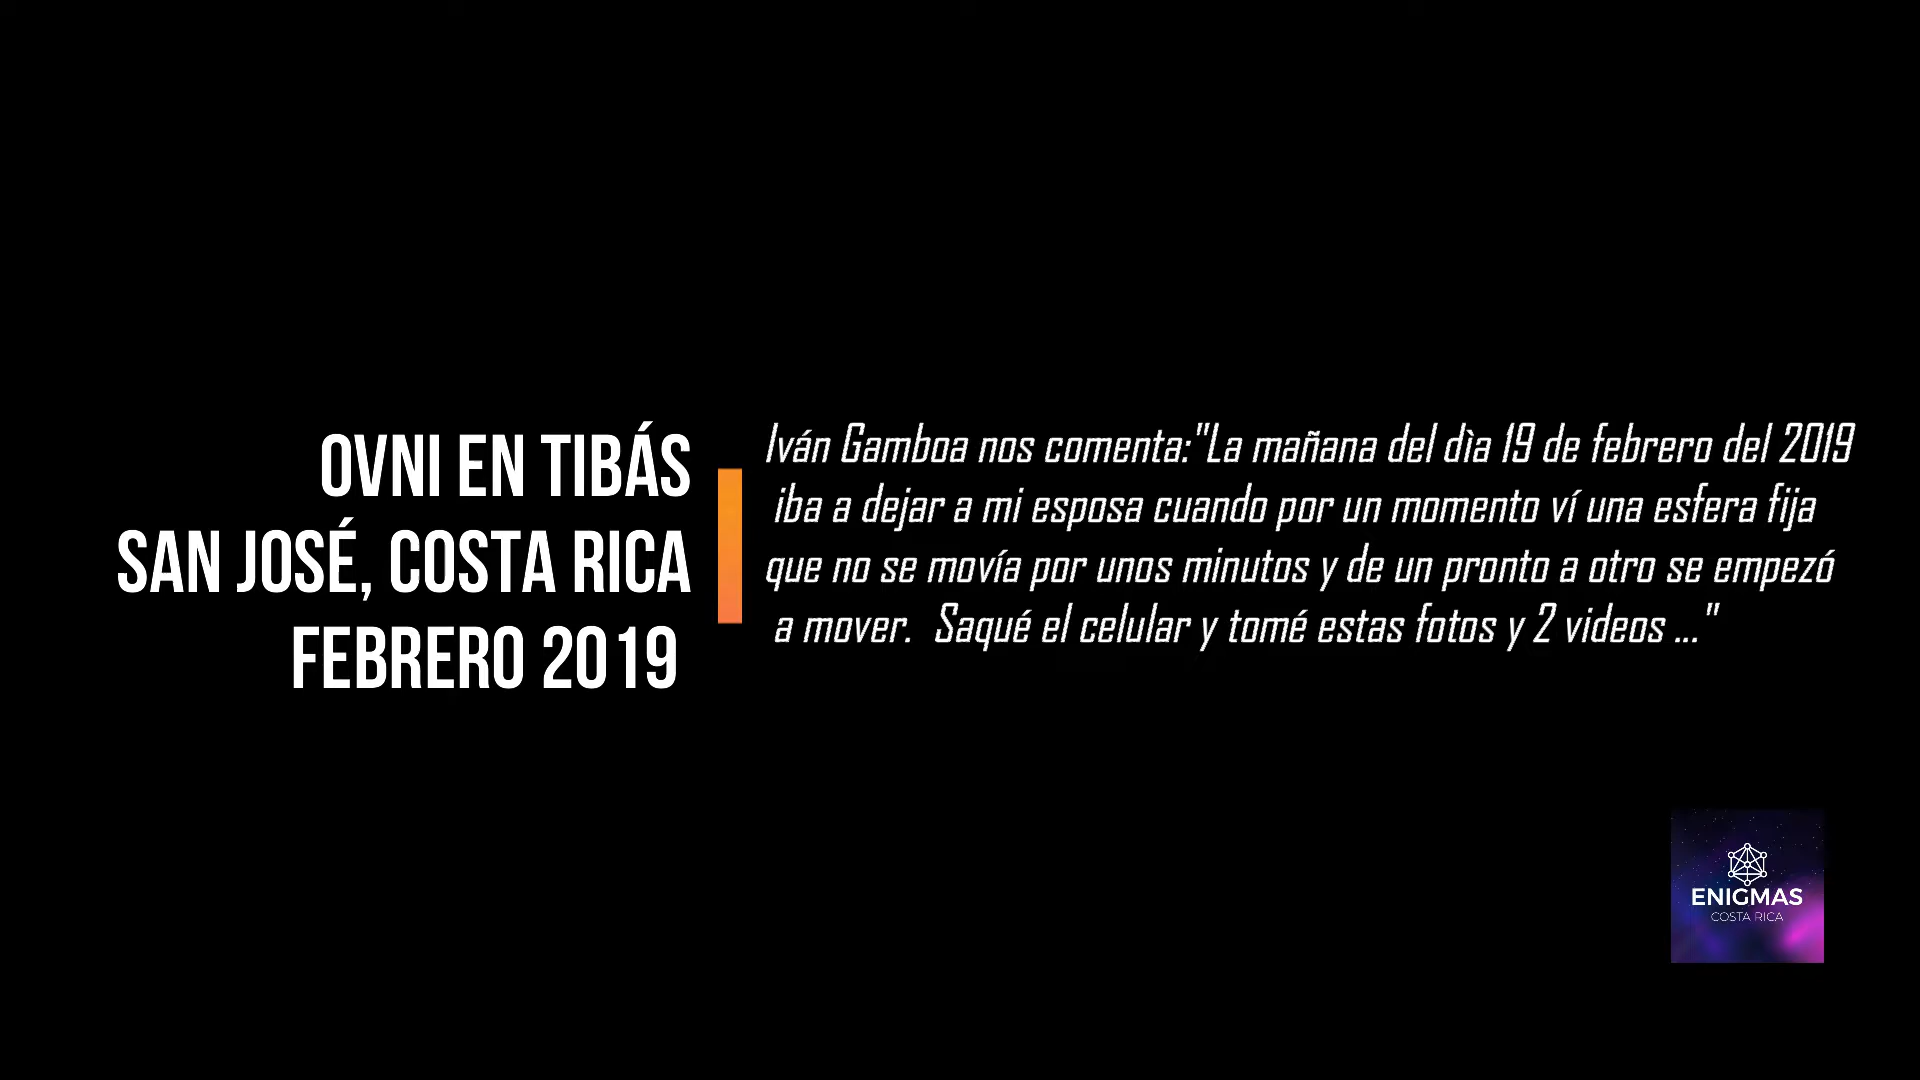 OVNI EN TIBÁS
SAN JOSÉ, COSTA RICA
FEBRERO 2019
Iván Gamboa nos comenta:"La mañana del dìa 19 de febrero del 2019
iba a dejar a mi esposa cuando por un momento ví una esfera fija
que no se movía por unos minutos y de un pronto a otro se empezó
a mover. Saqué el celular y tomé estas fotos y 2 videos ..."
ENIGMAS
COSTA RICA